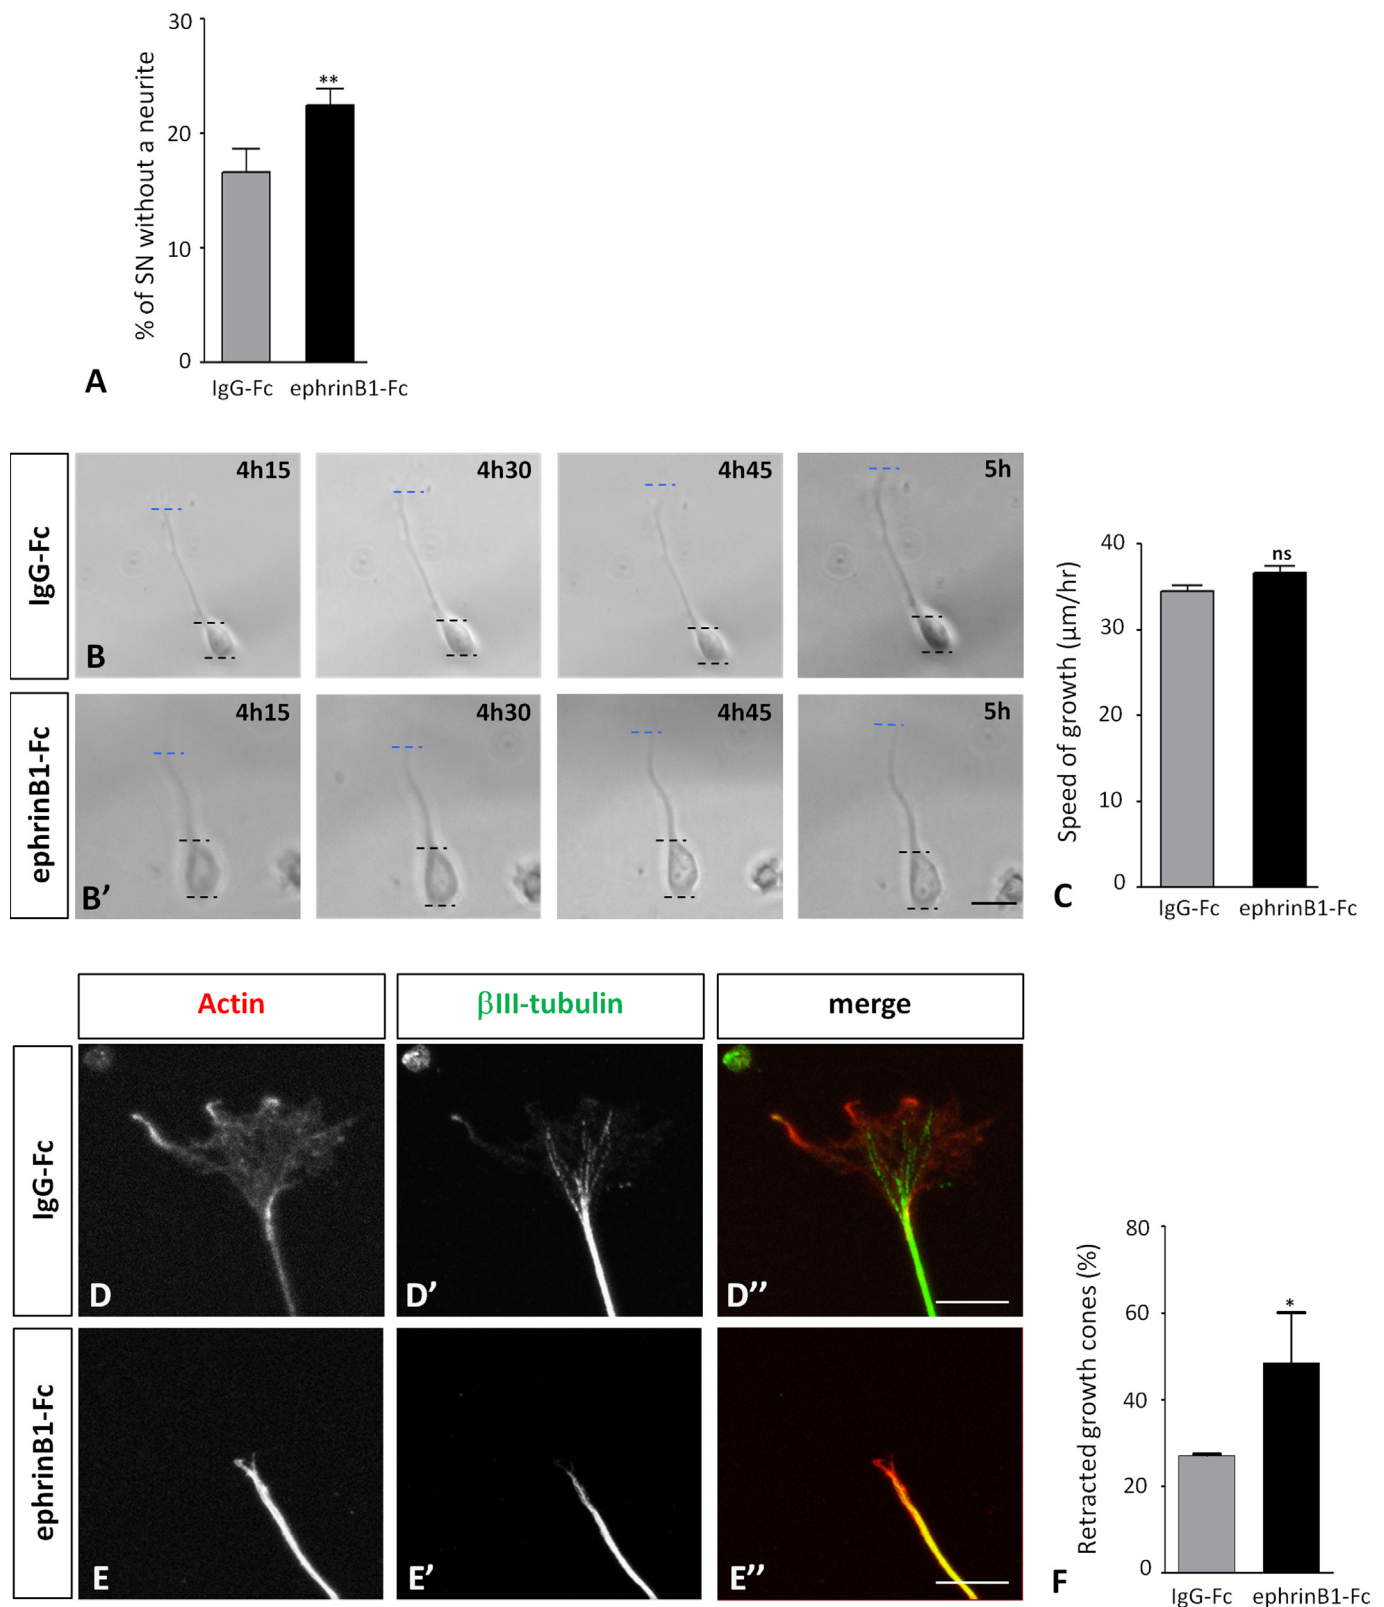 30
20
10
0
% of SN without a neurite
**
IgG-Fc ephrinB1-Fc
A
IgG-Fc
4h15 4h30 4h45 5h
B
ephrinB1-Fc
4h15 4h30 4h45 5h
B’
40
30
20
10
0
Speed of growth (µm/hr)
ns
IgG-Fc ephrinB1-Fc
C
Actin βIII-tubulin merge
IgG-Fc
D D’ D’’
ephrinB1-Fc
E E’ E’’
80
60
40
20
0
Retracted growth cones (%)
*
IgG-Fc ephrinB1-Fc
F